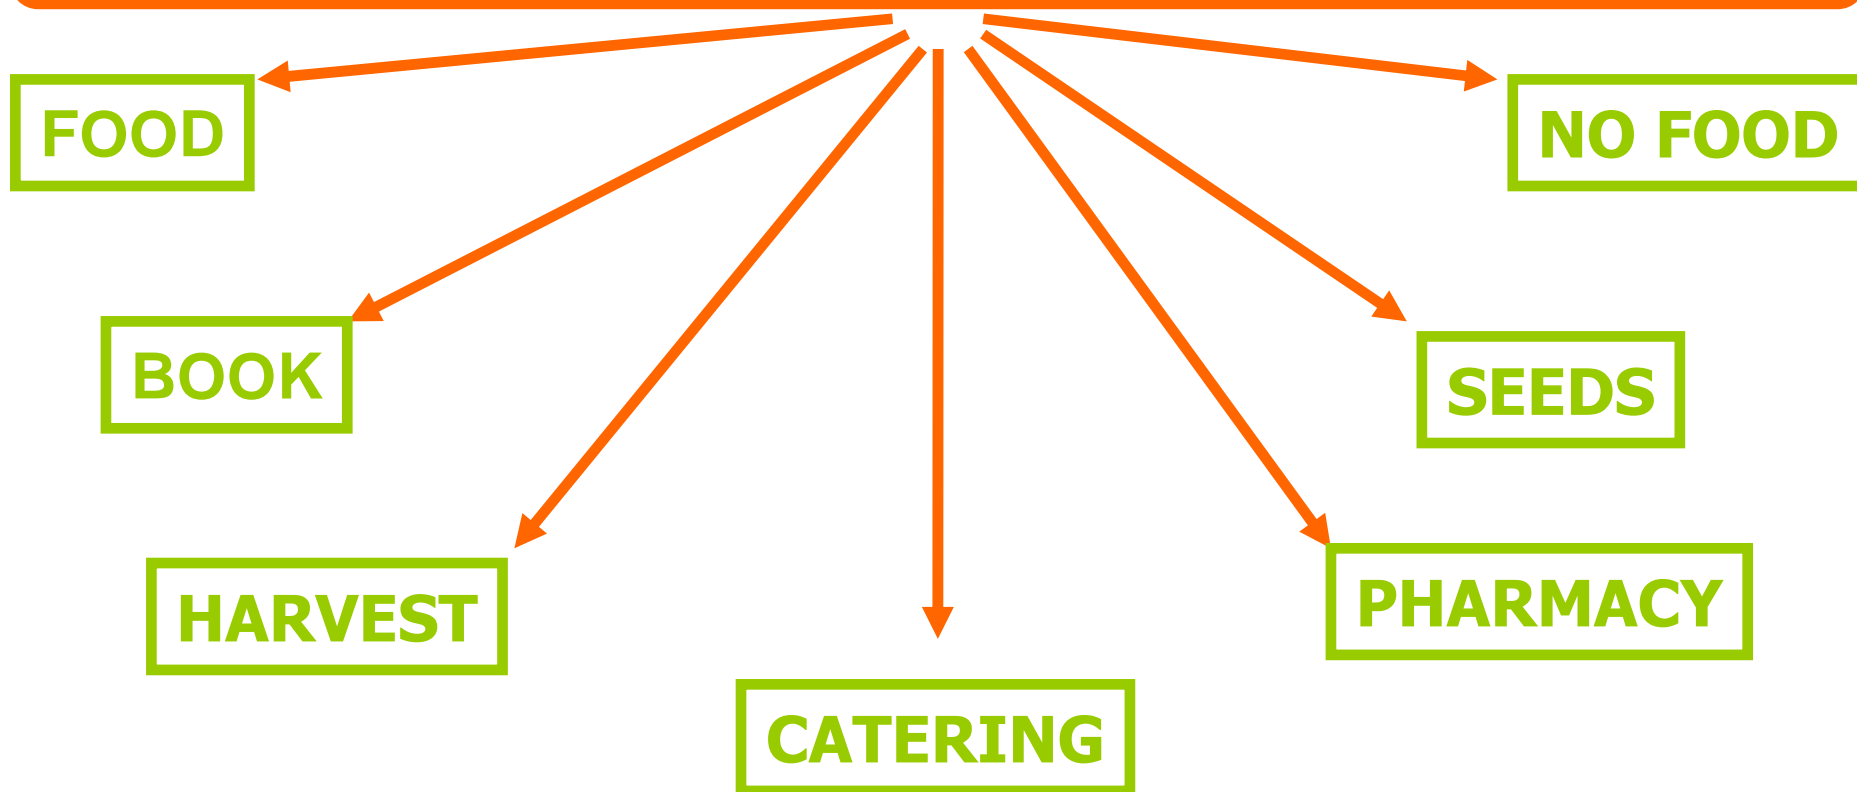 FOOD
NO FOOD
BOOK
SEEDS
HARVEST
PHARMACY
CATERING